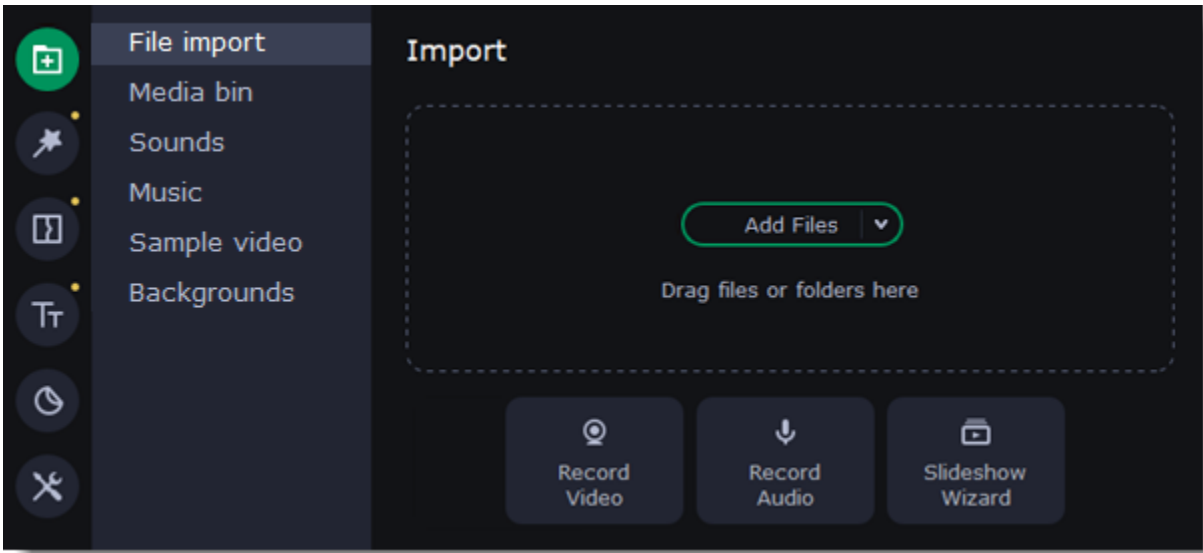 File import
Media bin
Sounds
Music
Sample video
Backgrounds
Import
Add Files
Drag files or folders here
Record
Video
Record
Audio
Slideshow
Wizard
TT